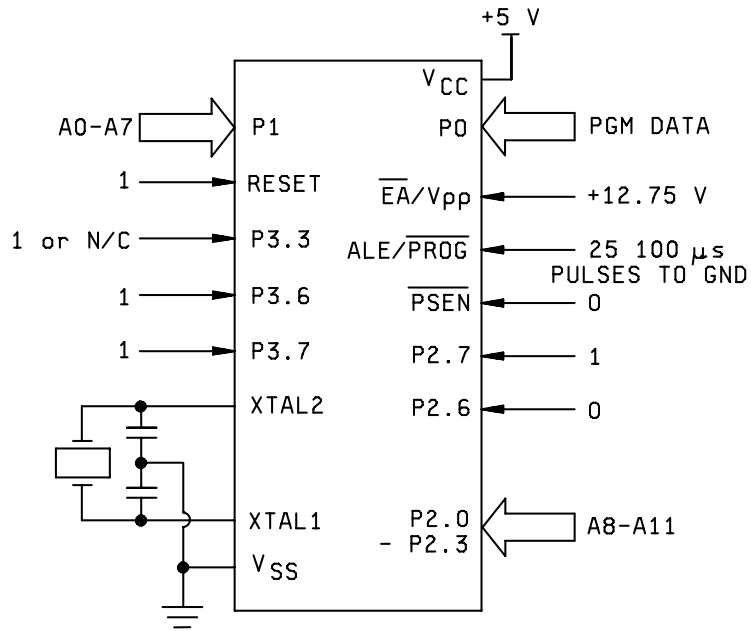 +5 V
VCC
A0-A7 P1 P0 PGM DATA
1 RESET EA/Vpp +12.75 V
1 or N/C P3.3 ALE/PROG 25 100 μs
PULSES TO GND
1 P3.6 PSEN 0
1 P3.7 P2.7 1
XTAL2 P2.6 0
XTAL1 P2.0 A8-A11
- P2.3
VSS